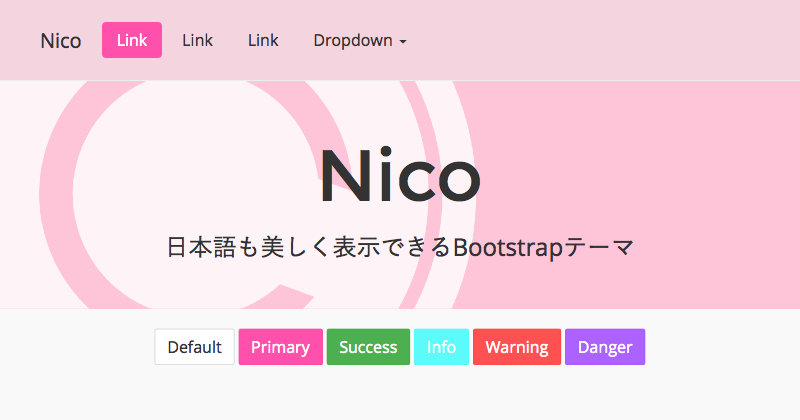 Nico Link Link Link Dropdown
Nico
日本語も美しく表示できるBootstrapテーマ
Default Primary Success Info Warning Danger